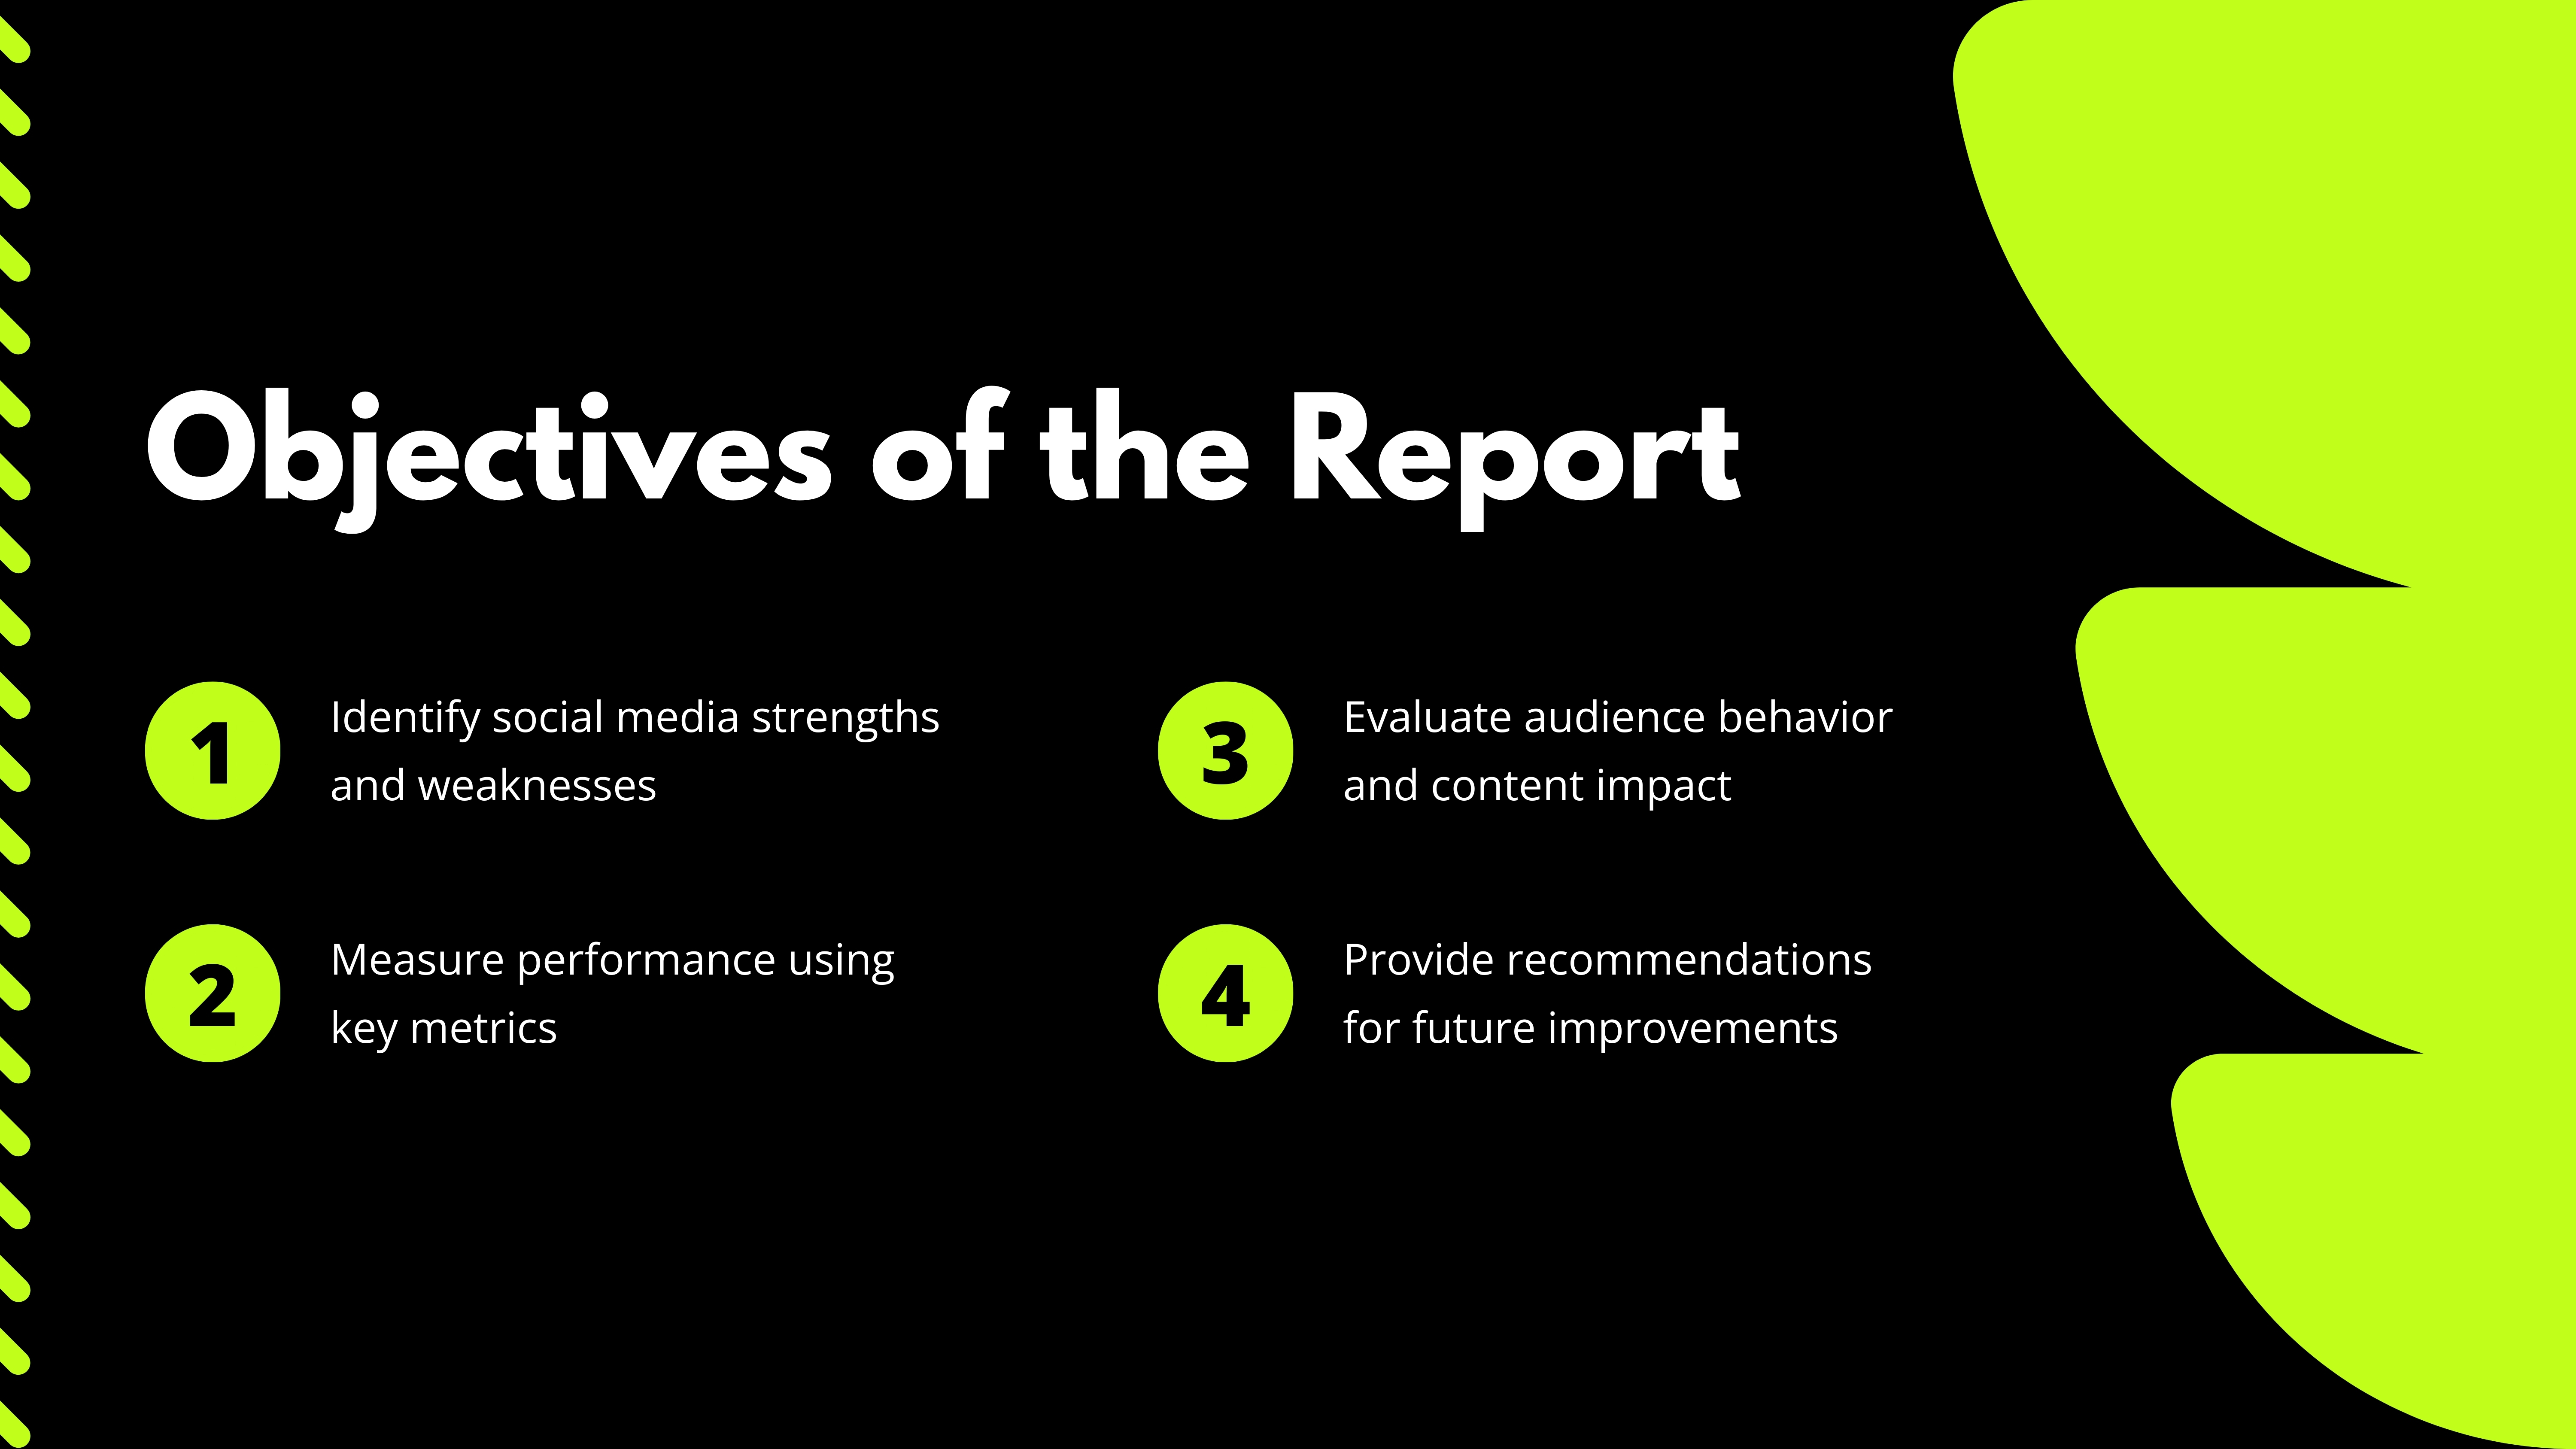 Objectives of the Report
1
Identify social media strengths
and weaknesses
2
Measure performance using
key metrics
3
Evaluate audience behavior
and content impact
4
Provide recommendations
for future improvements